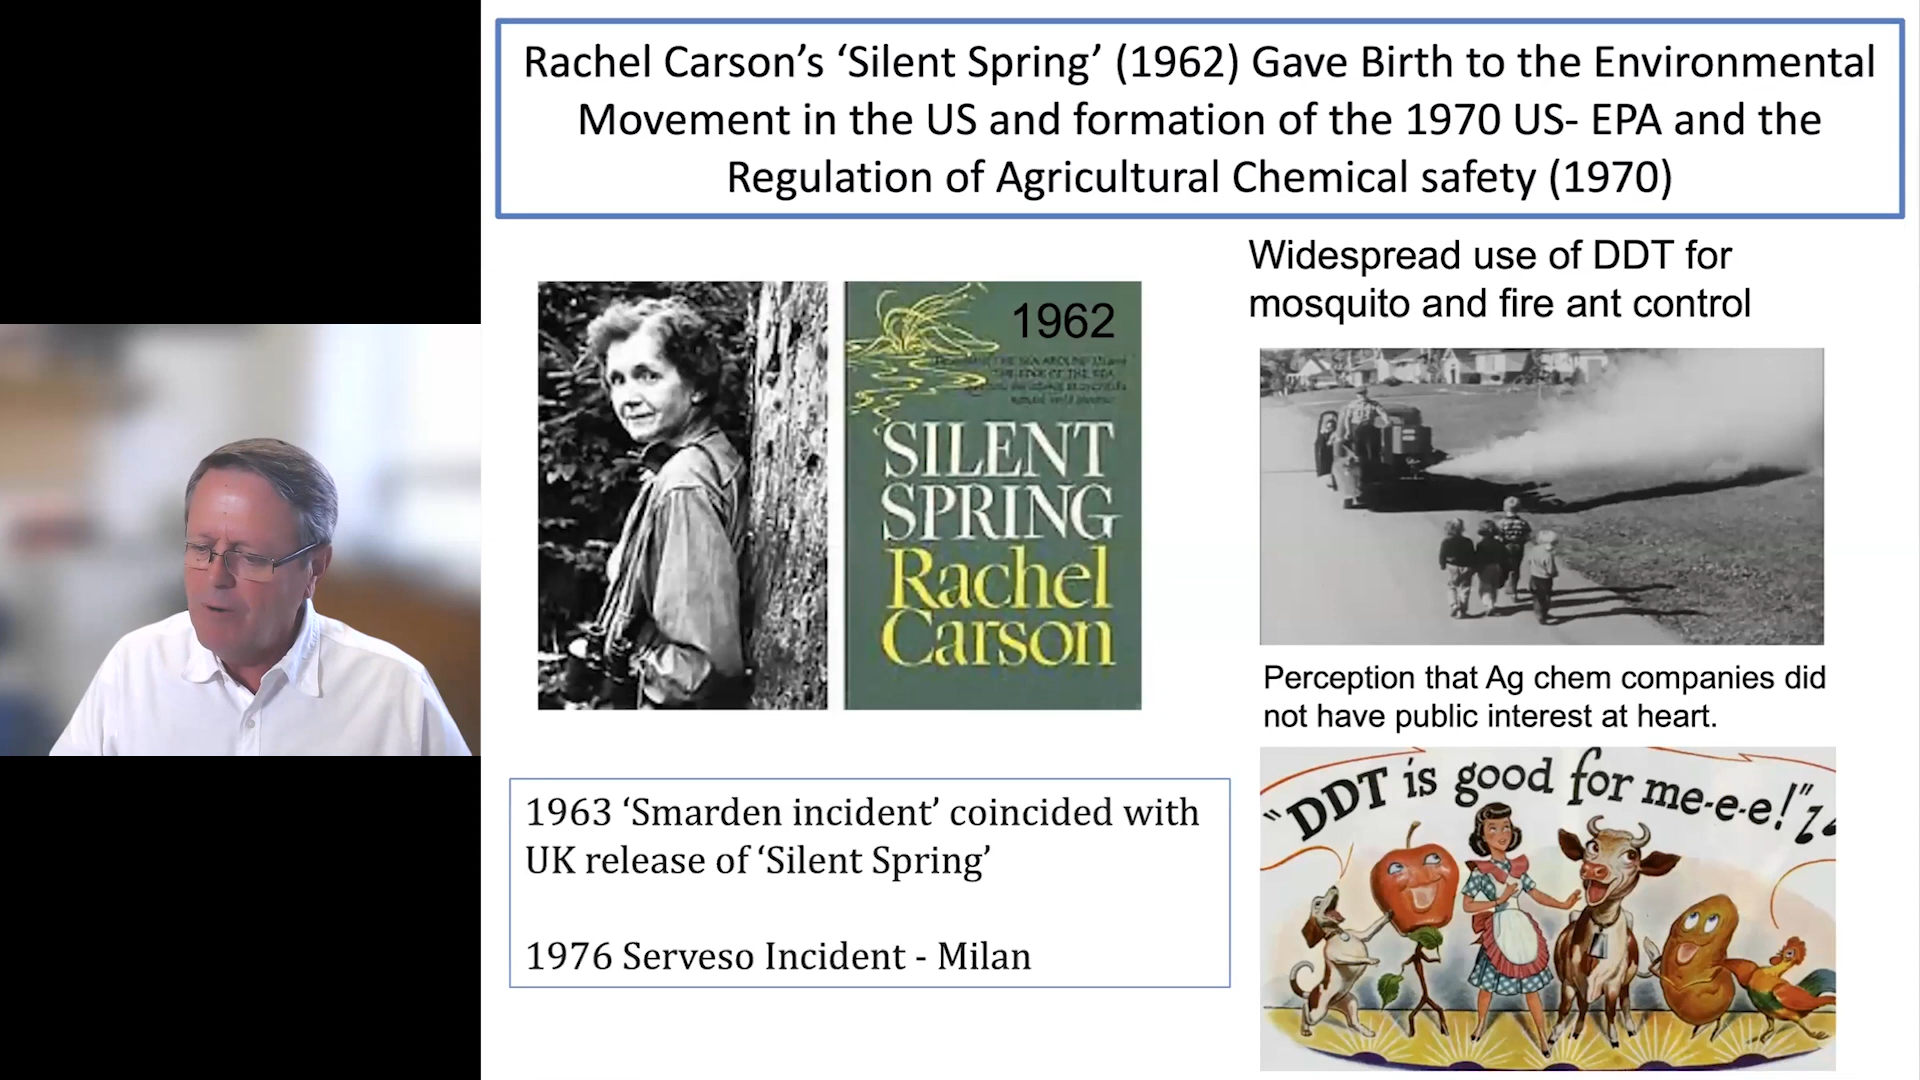 Rachel Carson’s ‘Silent Spring’ (1962) Gave Birth to the Environmental
Movement in the US and formation of the 1970 US- EPA and the
Regulation of Agricultural Chemical safety (1970)
Widespread use of DDT for
mosquito and fire ant control
1962
SILENT
SPRING
Rachel
Carson
Perception that Ag chem companies did
not have public interest at heart.
“DDT is good for me-e-e!”
1963 ‘Smarden incident’ coincided with
UK release of ‘Silent Spring’
1976 Serveso Incident - Milan